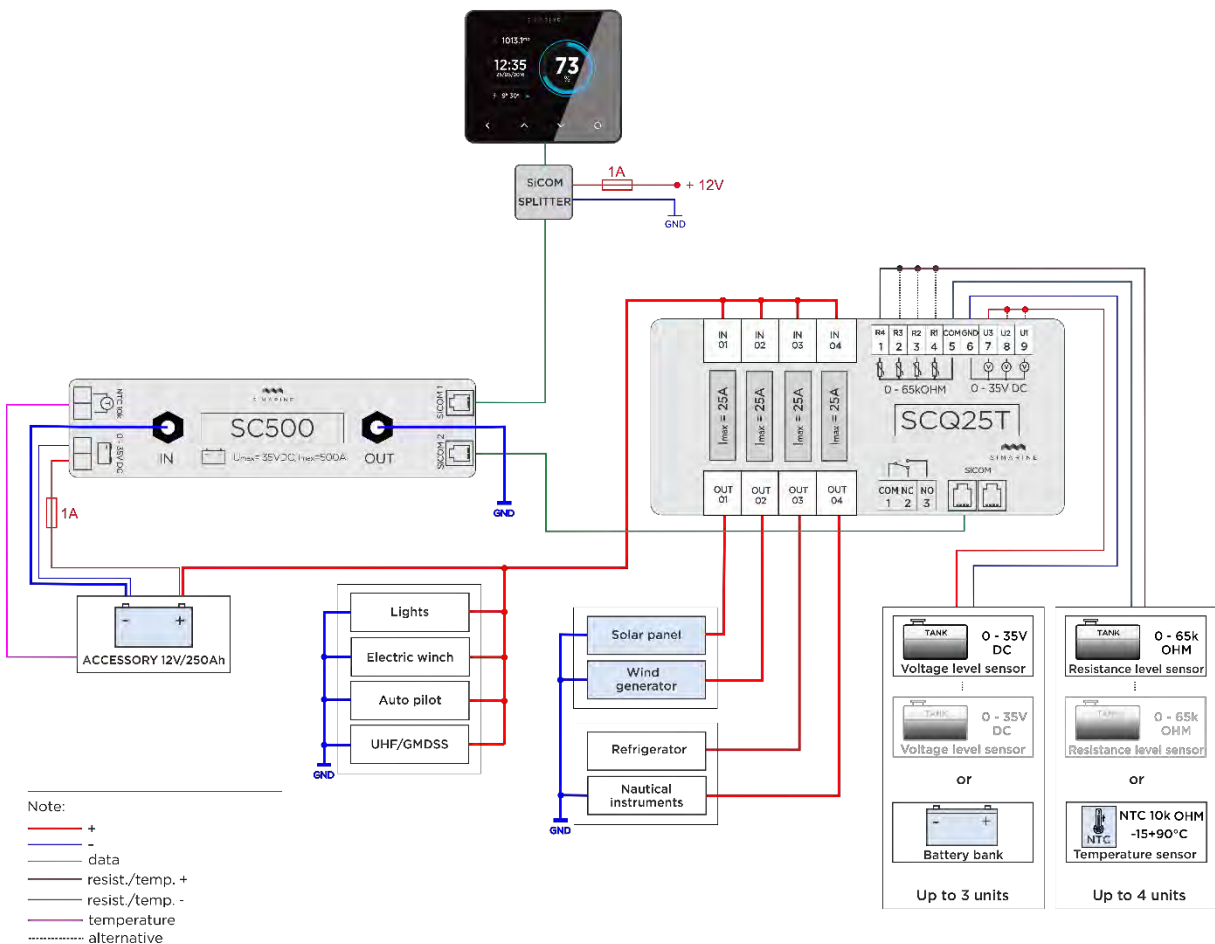 SIMARINE
1013.1
12:35
73
%
SiCOM
SPLITTER
1A
+ 12V
GND
NTC 10k
0 - 35V DC
SIMARINE
SC500
IN
OUT
Umax= 35VDC, Imax=500A
SiCOM 1
SiCOM 2
GND
1A
- +
ACCESSORY 12V/250Ah
IN 01
IN 02
IN 03
IN 04
Imax = 25A
Imax = 25A
Imax = 25A
Imax = 25A
OUT 01
OUT 02
OUT 03
OUT 04
R4 R3 R2 R1 COM GND U3 U2 U1
1 2 3 4 5 6 7 8 9
V V V
0 - 65kOHM
0 - 35V DC
SCQ25T
SIMARINE
COM NC NO
1 2 3
SiCOM
Lights
Electric winch
Auto pilot
UHF/GMDSS
GND
Solar panel
Wind
generator
Refrigerator
Nautical
instruments
GND
TANK
0 - 35V
DC
Voltage level sensor
TANK
0 - 35V
DC
Voltage level sensor
or
- +
Battery bank
Up to 3 units
TANK
0 - 65k
OHM
Resistance level sensor
TANK
0 - 65k
OHM
Resistance level sensor
or
NTC
NTC 10k OHM
-15+90°C
Temperature sensor
Up to 4 units
Note:
+
-
data
resist./temp. +
resist./temp. -
temperature
alternative